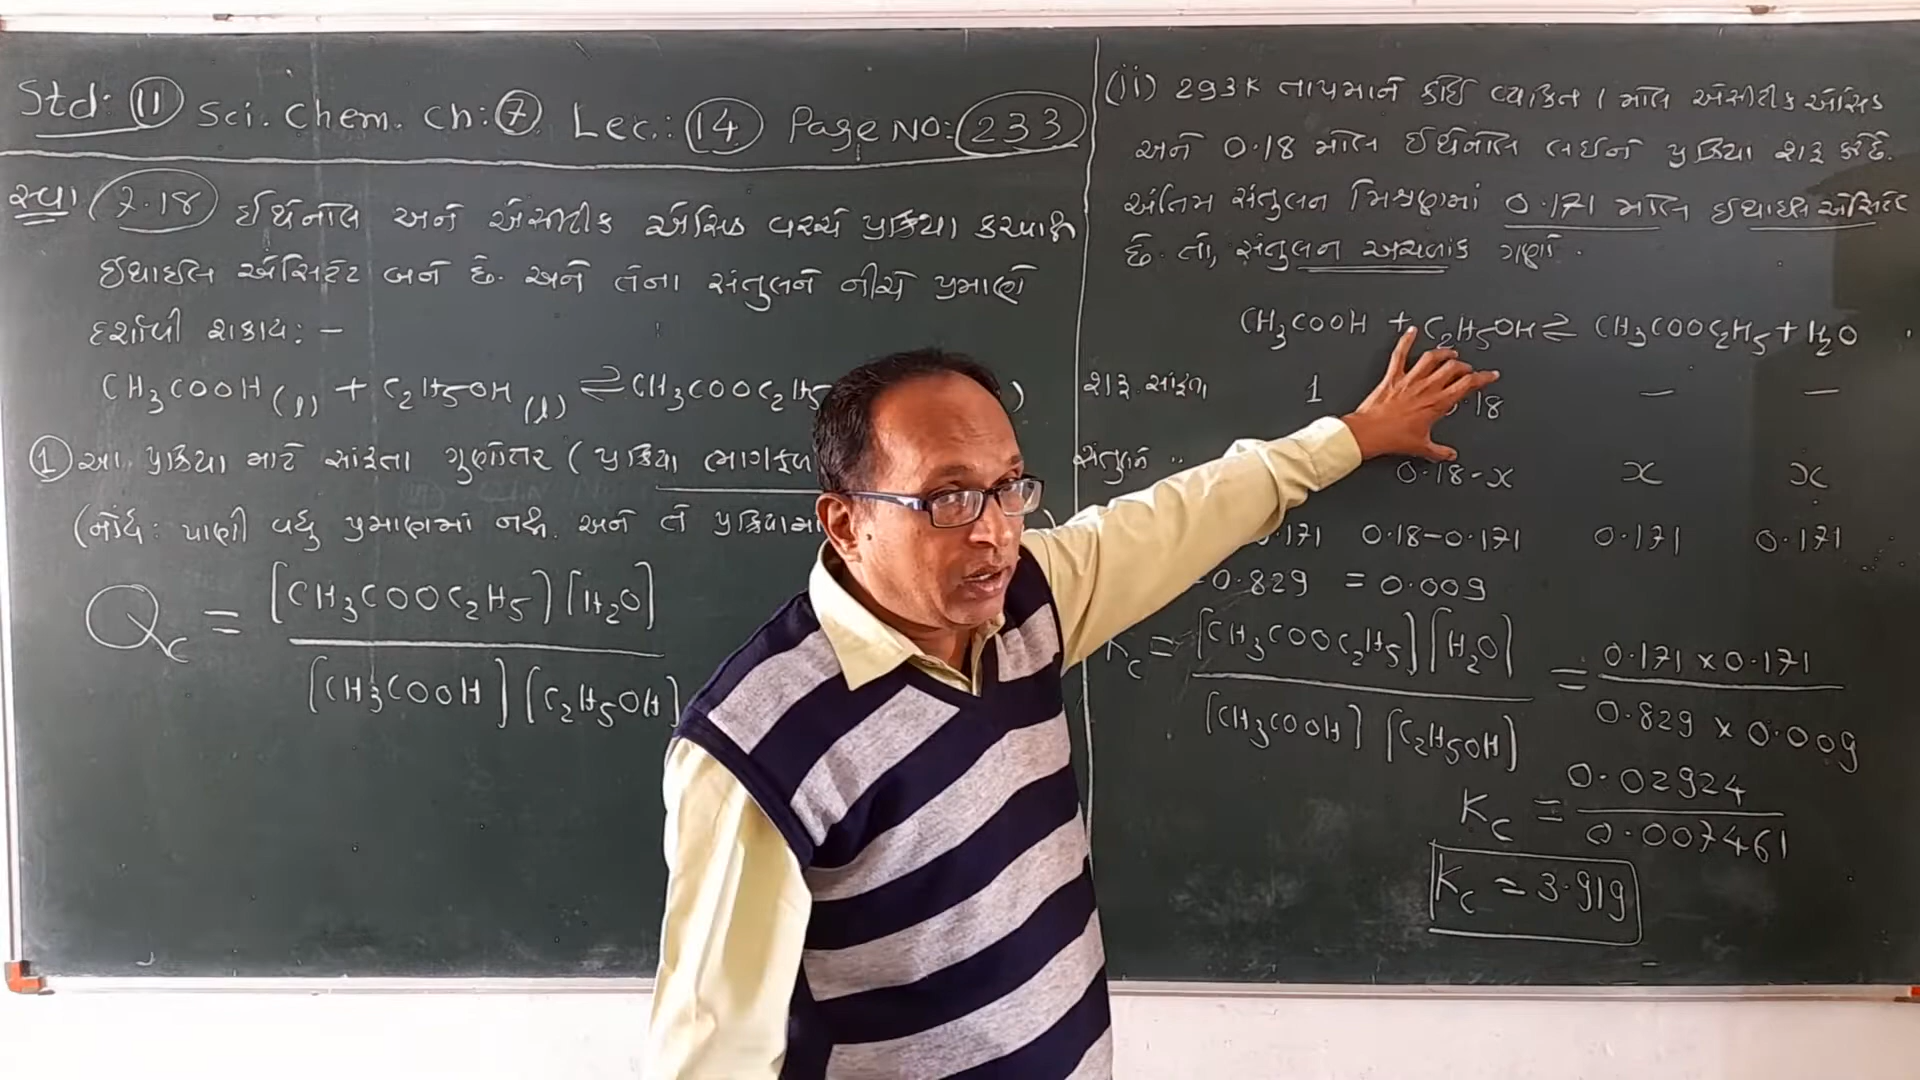 Std: 11 Sci. Chem. Ch: 7 Lec.: 14 Page No: 233
સ્વા 7.18 ઈથેનોલ અને એસીટીક એસિડ વચ્ચે પ્રક્રિયા કરવાથી
ઈથાઈલ એસિટેટ બને છે. અને તેના સંતુલનને નીચે પ્રમાણે
દર્શાવી શકાય: –
CH₃COOH (l) + C₂H₅OH (l) ⇌ CH₃COOC₂H₅ )
① આ પ્રક્રિયા માટે સાંદ્રતા ગુણોતર (પ્રક્રિયા ભાગફળ
(નોંધ: પાણી વધુ પ્રમાણમાં નથી. અને તે પ્રક્રિયામાં
Qc = [CH₃COOC₂H₅] [H₂O]
[CH₃COOH] [C₂H₅OH]
(ii) 293K તાપમાને કોઈ વ્યક્તિ 1 મોલ એસીટીક એસિડ
અને 0.18 મોલ ઈથેનોલ લઈને પ્રક્રિયા શરૂ કરે છે.
અંતિમ સંતુલન મિશ્રણમાં 0.171 મોલ ઈથાઈલ એસિટેટ
છે. તો, સંતુલન અચળાંક ગણો.
CH₃COOH + C₂H₅OH ⇌ CH₃COOC₂H₅ + H₂O
શરૂ. સાંદ્રતા 1 .18 — —
સંતુલને " 0.18-x x x
.171 0.18-0.171 0.171 0.171
0.829 = 0.009
Kc = [CH₃COOC₂H₅] [H₂O] = 0.171 x 0.171
[CH₃COOH] [C₂H₅OH] 0.829 x 0.009
Kc = 0.02924
0.007461
Kc = 3.919